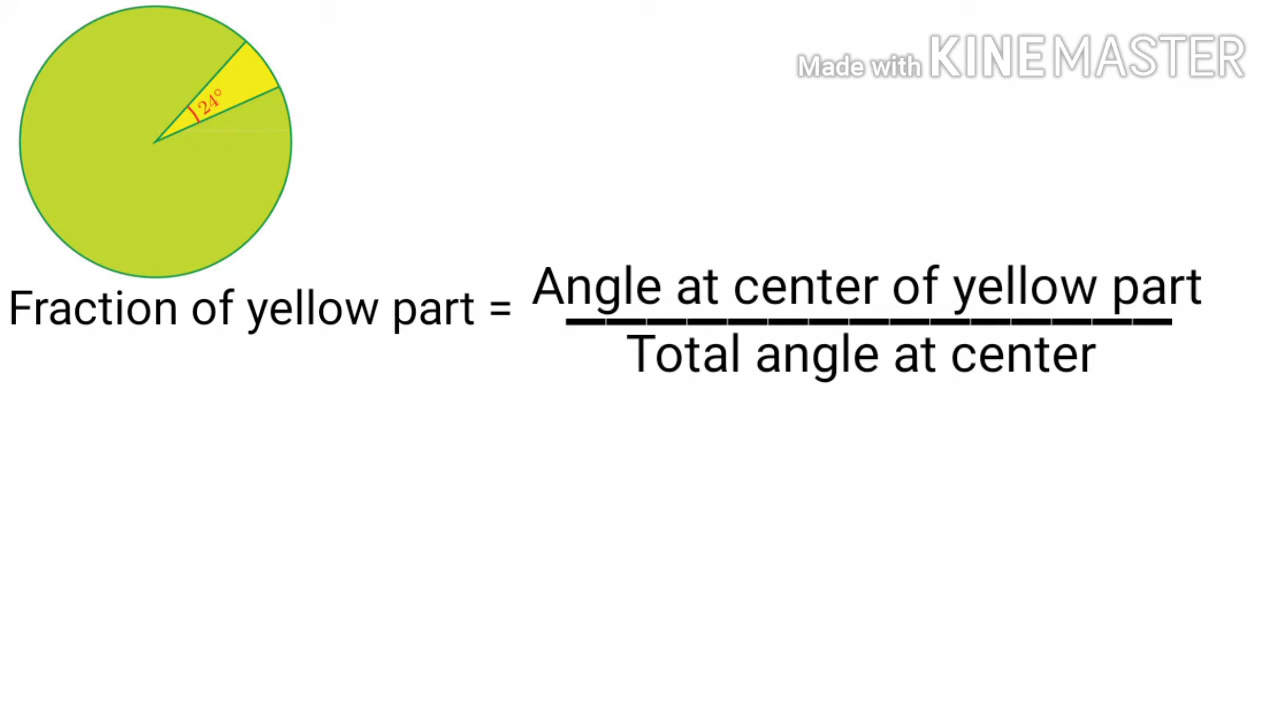 Made with KINEMASTER
24°
Fraction of yellow part = Angle at center of yellow part
Total angle at center